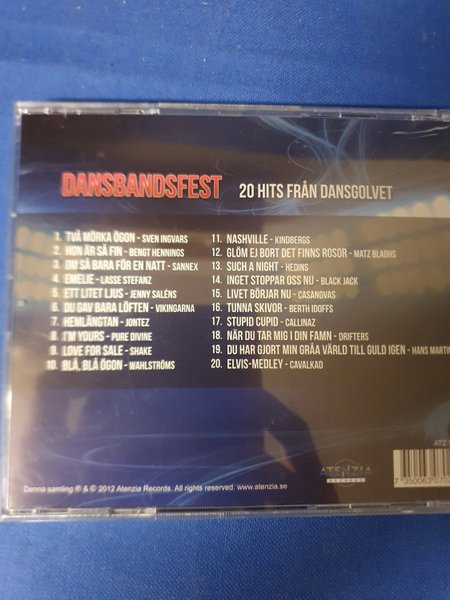 DANSBANDSFEST 20 HITS FRÅN DANSGOLVET
1. TVÅ MÖRKA ÖGON - SVEN INGVARS
2. HON ÄR SÅ FIN - BENGT HENNINGS
3. OM SÅ BARA FÖR EN NATT - SANNEX
4. EMELIE - LASSE STEFANZ
5. ETT LITET LJUS - JENNY SALÉNS
6. DU GAV BARA LÖFTEN - VIKINGARNA
7. HEMLÄNGTAN - JONTEZ
8. I'M YOURS - PURE DIVINE
9. LOVE FOR SALE - SHAKE
10. BLÅ, BLÅ ÖGON - WAHLSTRÖMS
11. NASHVILLE - KINDBERGS
12. GLÖM EJ BORT DET FINNS ROSOR - MATZ BLADHS
13. SUCH A NIGHT - HEDINS
14. INGET STOPPAR OSS NU - BLACK JACK
15. LIVET BÖRJAR NU - CASANOVAS
16. TUNNA SKIVOR - BERTH IDOFFS
17. STUPID CUPID - CALLINAZ
18. NÄR DU TAR MIG I DIN FAMN - DRIFTERS
19. DU HAR GJORT MIN GRÅA VÄRLD TILL GULD IGEN - HANS MARTIN
20. ELVIS-MEDLEY - CAVALKAD
ATZ
ATENZIA
RECORDS
7 350063 07
Denna samling ℗ & © 2012 Atenzia Records. All rights reserved. www.atenzia.se